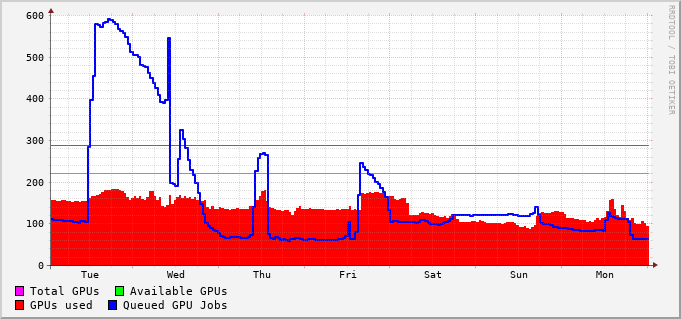 600
500
400
300
200
100
0
Tue Wed Thu Fri Sat Sun Mon
Total GPUs Available GPUs
GPUs used Queued GPU Jobs
RRDTOOL / TOBI OETIKER